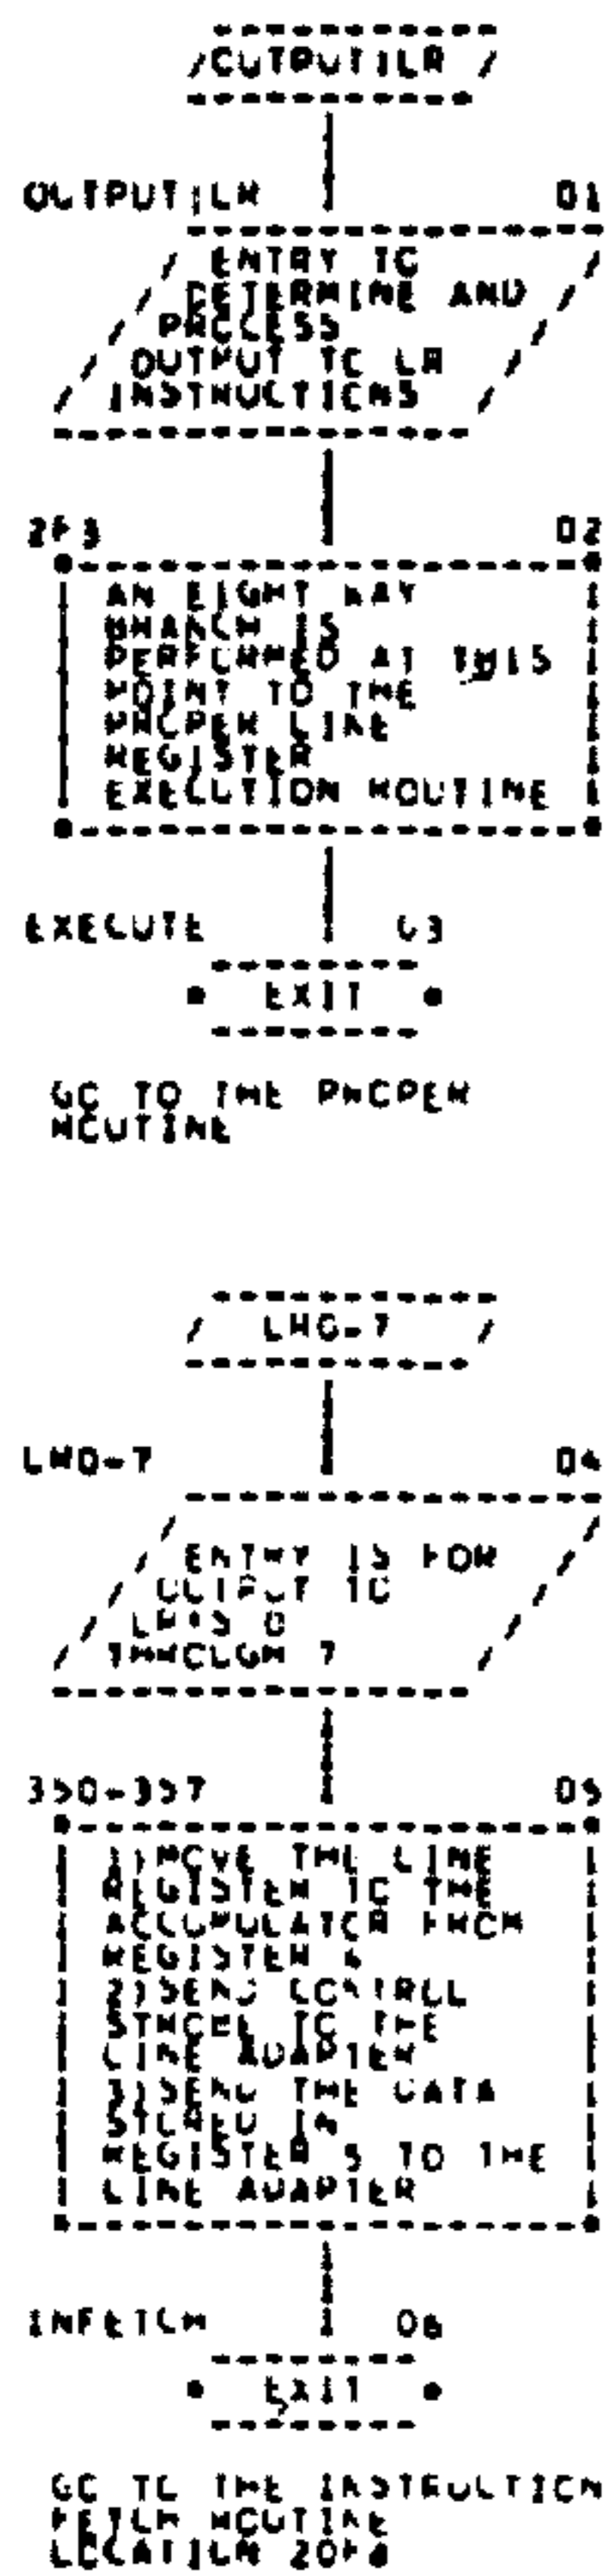 OUTPUTILR
OUTPUTILR 01
ENTRY TO
DETERMINE AND
PROCESS
OUTPUT TO LR
INSTRUCTIONS
2F3 02
AN EIGHT WAY
BRANCH IS
PERFORMED AT THIS
POINT TO THE
PROPER LINE
REGISTER
EXECUTION ROUTINE
EXECUTE 03
EXIT
GO TO THE PROPER
ROUTINE
LR0-7
LR0-7 04
ENTRY IS FOR
OUTPUT TO
LR'S 0
THROUGH 7
350-357 05
1)MOVE THE LINE
REGISTER TO THE
ACCUMULATOR FROM
REGISTER
2)SEND CONTROL
STROBE TO THE
LINE ADAPTER
3)SEND THE DATA
STORED IN
REGISTER 5 TO THE
LINE ADAPTER
INFETCH 06
EXIT
GO TO THE INSTRUCTION
FETCH ROUTINE
LOCATION